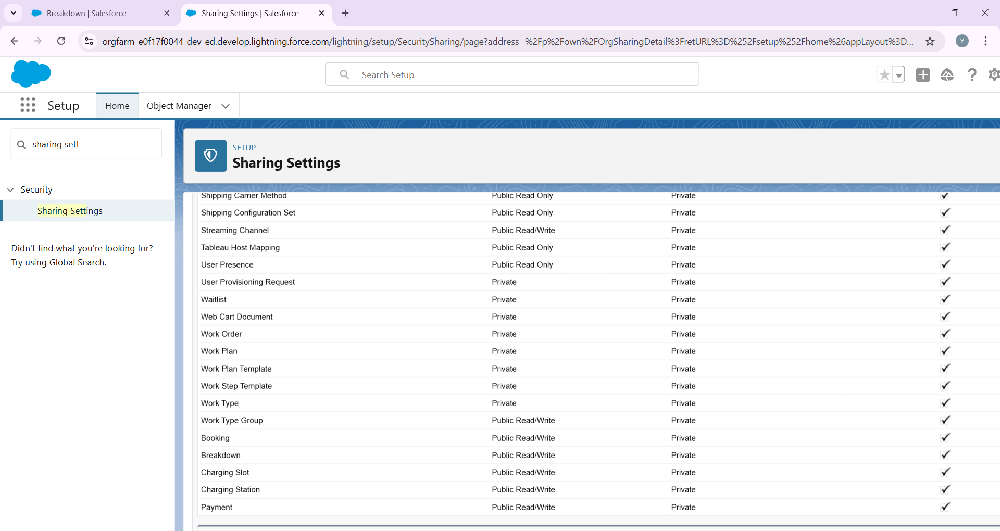 Breakdown | Salesforce
Sharing Settings | Salesforce
orgfarm-e0f17f0044-dev-ed.develop.lightning.force.com/lightning/setup/SecuritySharing/page?address=%2Fp%2Fown%2FOrgSharingDetail%3FretURL%3D%252Fsetup%252Fhome%26appLayout%3D...
Y
Search Setup
Setup
Home
Object Manager
sharing sett
Security
Sharing Settings
Didn't find what you're looking for?
Try using Global Search.
SETUP
Sharing Settings
Shipping Carrier Method Public Read Only Private
Shipping Configuration Set Public Read Only Private
Streaming Channel Public Read/Write Private
Tableau Host Mapping Public Read Only Private
User Presence Public Read Only Private
User Provisioning Request Private Private
Waitlist Private Private
Web Cart Document Private Private
Work Order Private Private
Work Plan Private Private
Work Plan Template Private Private
Work Step Template Private Private
Work Type Private Private
Work Type Group Public Read/Write Private
Booking Public Read/Write Private
Breakdown Public Read/Write Private
Charging Slot Public Read/Write Private
Charging Station Public Read/Write Private
Payment Public Read/Write Private